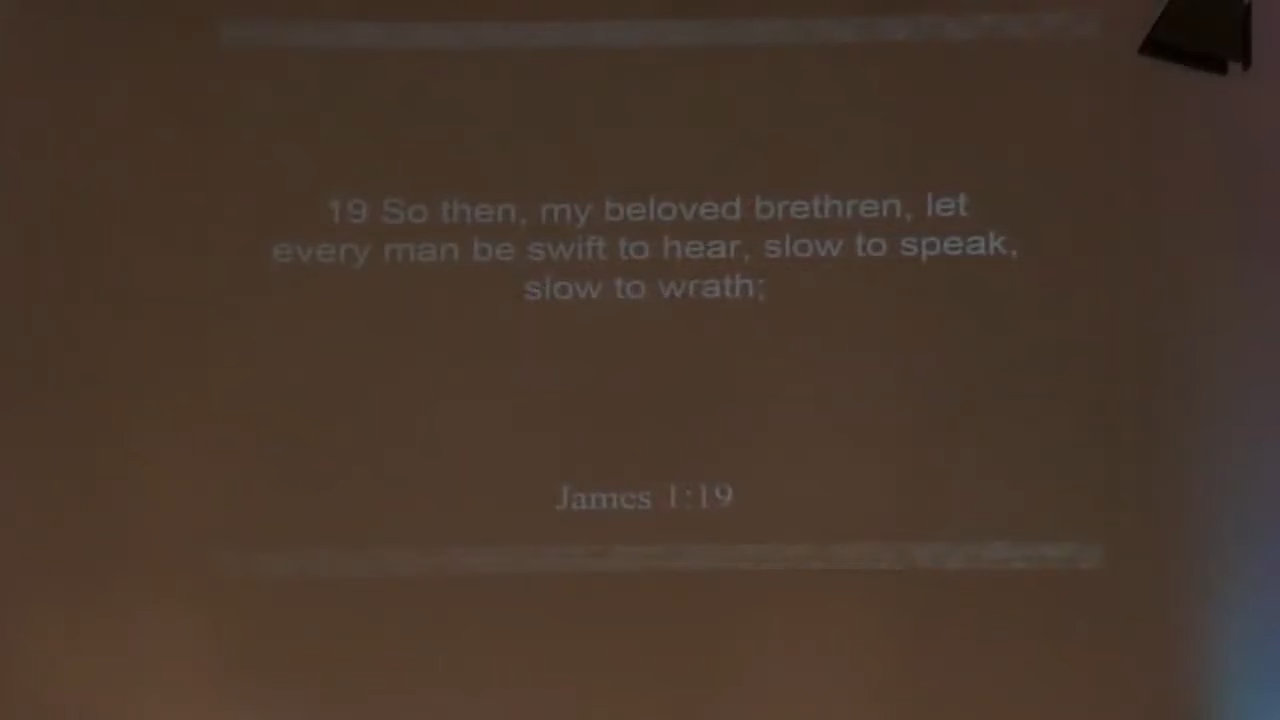 19 So then, my beloved brethren, let
every man be swift to hear, slow to speak,
slow to wrath;
James 1:19